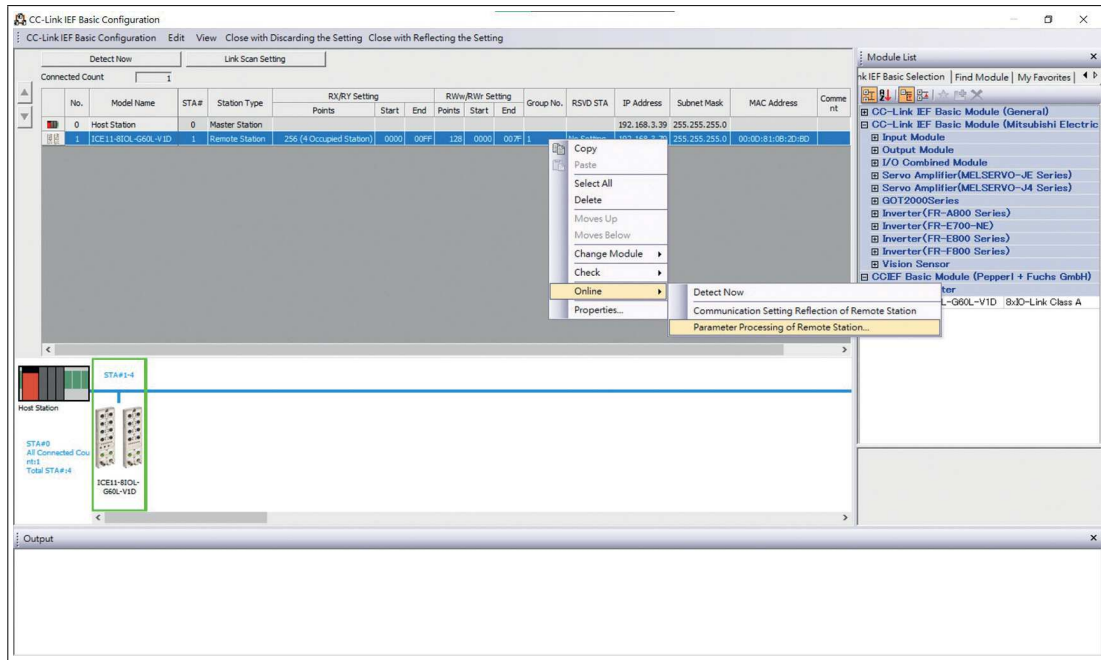 CC-Link IEF Basic Configuration
CC-Link IEF Basic Configuration Edit View Close with Discarding the Setting Close with Reflecting the Setting
Detect Now Link Scan Setting
Connected Count 1
No. Model Name STA# Station Type RX/RY Setting RWw/RWr Setting Group No. RSVD STA IP Address Subnet Mask MAC Address Comme
nt
Points Start End Points Start End
0 Host Station 0 Master Station 192.168.3.39 255.255.255.0
1 ICE11-8IOL-G60L-V1D 1 Remote Station 256 (4 Occupied Station) 0000 00FF 128 0000 007F 1 255.255.255.0 00:0D:81:0B:2D:BD
Copy
Paste
Select All
Delete
Moves Up
Moves Below
Change Module
Check
Online
Properties...
Detect Now
Communication Setting Reflection of Remote Station
Parameter Processing of Remote Station...
Module List
nk IEF Basic Selection Find Module My Favorites
CC-Link IEF Basic Module (General)
CC-Link IEF Basic Module (Mitsubishi Electric
Input Module
Output Module
I/O Combined Module
Servo Amplifier(MELSERVO-JE Series)
Servo Amplifier(MELSERVO-J4 Series)
GOT2000Series
Inverter(FR-A800 Series)
Inverter(FR-E700-NE)
Inverter(FR-E800 Series)
Inverter(FR-F800 Series)
Vision Sensor
CCIEF Basic Module (Pepperl + Fuchs GmbH)
ter
L-G60L-V1D 8xIO-Link Class A
STA#1-4
Host Station
STA#0
All Connected Cou
nt:1
Total STA#:4
ICE11-8IOL-
G60L-V1D
Output